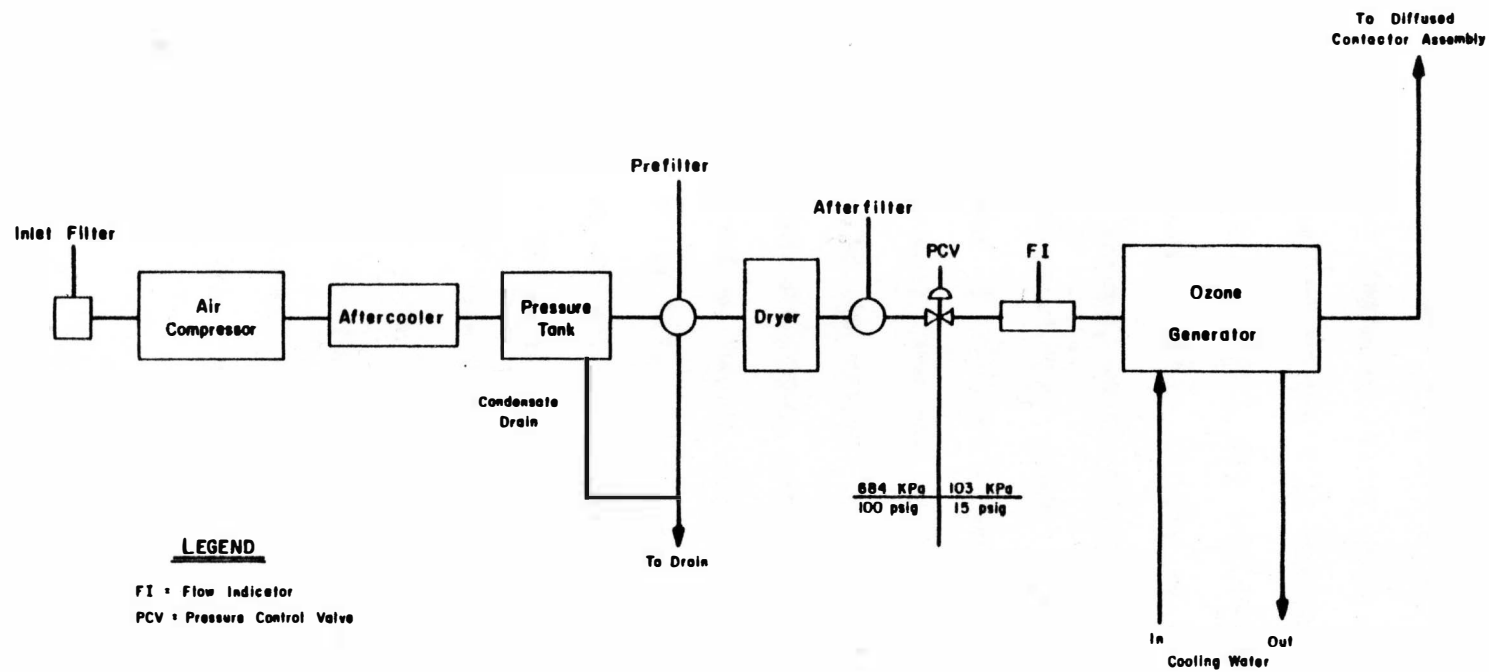 To Diffused
Contactor Assembly
Prefilter
Afterfilter
Inlet Filter
PCV
FI
Air
Compressor
Aftercooler
Pressure
Tank
Dryer
Ozone
Generator
Condensate
Drain
684 KPa
103 KPa
100 psig
15 psig
LEGEND
To Drain
FI = Flow Indicator
PCV = Pressure Control Valve
In
Out
Cooling Water